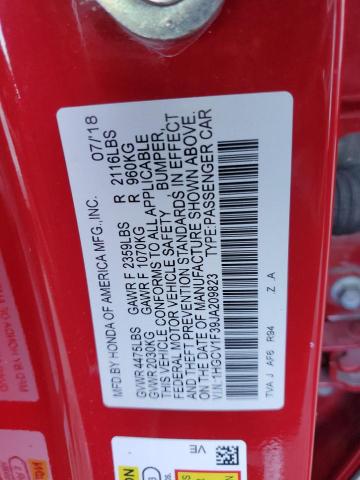 MFD.BY HONDA OF AMERICA MFG.,INC. 07/18
GVWR 4475LBS GAWR F 2359LBS R 2116LBS
GVWR 2030KG GAWR F 1070KG R 960KG
THIS VEHICLE CONFORMS TO ALL APPLICABLE
FEDERAL MOTOR VEHICLE SAFETY, BUMPER,
AND THEFT PREVENTION STANDARDS IN EFFECT
ON THE DATE OF MANUFACTURE SHOWN ABOVE.
V.I.N.:1HGCV1F39JA209823 TYPE:PASSENGER CAR
TVA J AF6 R94 Z A
VE